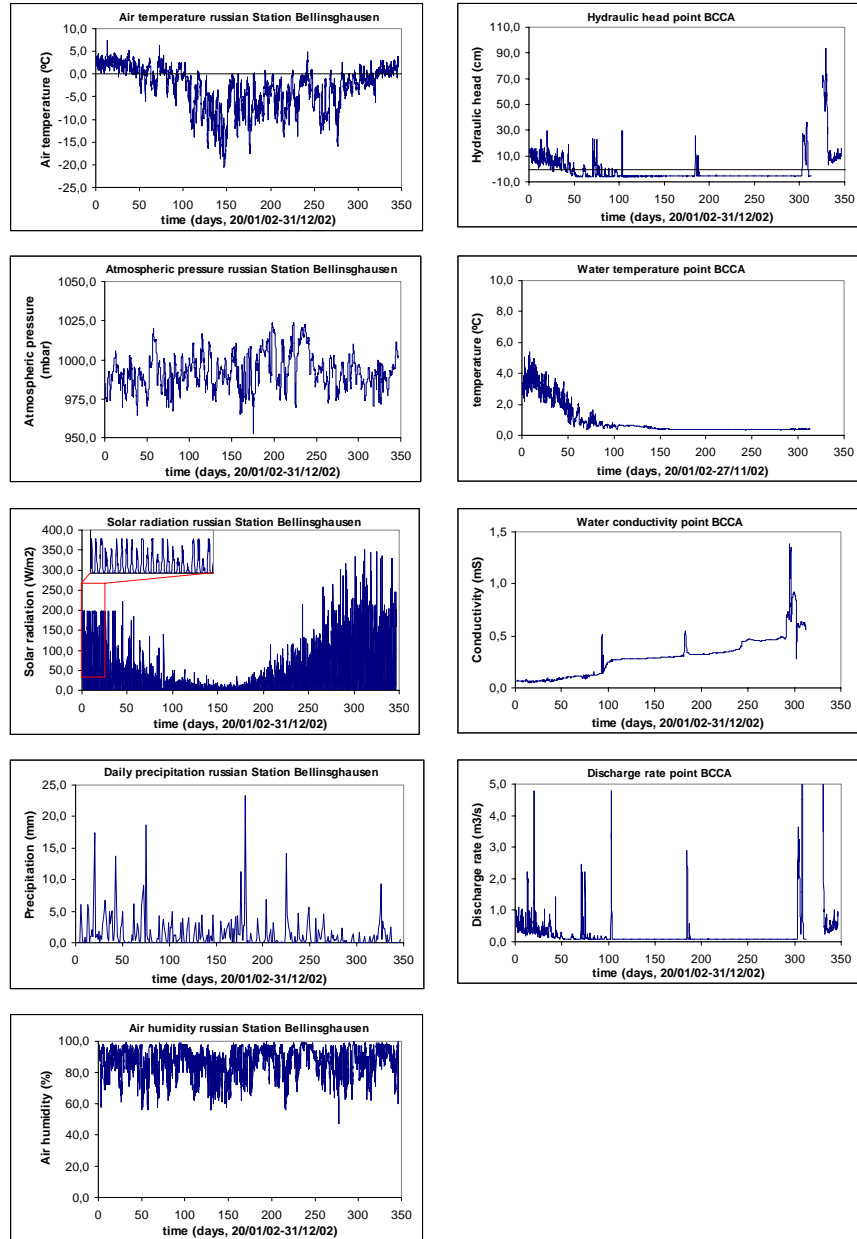 Air temperature russian Station Bellinsghausen
10,0
5,0
0,0
-5,0
-10,0
-15,0
-20,0
-25,0
Air temperature (ºC)
0 50 100 150 200 250 300 350
time (days, 20/01/02-31/12/02)
Hydraulic head point BCCA
110,0
90,0
70,0
50,0
30,0
10,0
-10,0
Hydraulic head (cm)
0 50 100 150 200 250 300 350
time (days, 20/01/02-31/12/02)
Atmospheric pressure russian Station Bellinsghausen
1050,0
1025,0
1000,0
975,0
950,0
Atmospheric pressure
(mbar)
0 50 100 150 200 250 300 350
time (days, 20/01/02-31/12/02)
Water temperature point BCCA
10,0
8,0
6,0
4,0
2,0
0,0
temperature (ºC)
0 50 100 150 200 250 300 350
time (days, 20/01/02-27/11/02)
Solar radiation russian Station Bellinsghausen
400,0
350,0
300,0
250,0
200,0
150,0
100,0
50,0
0,0
Solar radiation (W/m2)
0 50 100 150 200 250 300 350
time (days, 20/01/02-31/12/02)
Water conductivity point BCCA
1,5
1,0
0,5
0,0
Conductivity (mS)
0 50 100 150 200 250 300 350
time (days, 20/01/02-31/12/02)
Daily precipitation russian Station Bellinsghausen
25,0
20,0
15,0
10,0
5,0
0,0
Precipitation (mm)
0 50 100 150 200 250 300 350
time (days, 20/01/02-31/12/02)
Discharge rate point BCCA
5,0
4,0
3,0
2,0
1,0
0,0
Discharge rate (m3/s)
0 50 100 150 200 250 300 350
time (days, 20/01/02-31/12/02)
Air humidity russian Station Bellinsghausen
100,0
80,0
60,0
40,0
20,0
0,0
Air humidity (%)
0 50 100 150 200 250 300 350
time (days, 20/01/02-31/12/02)